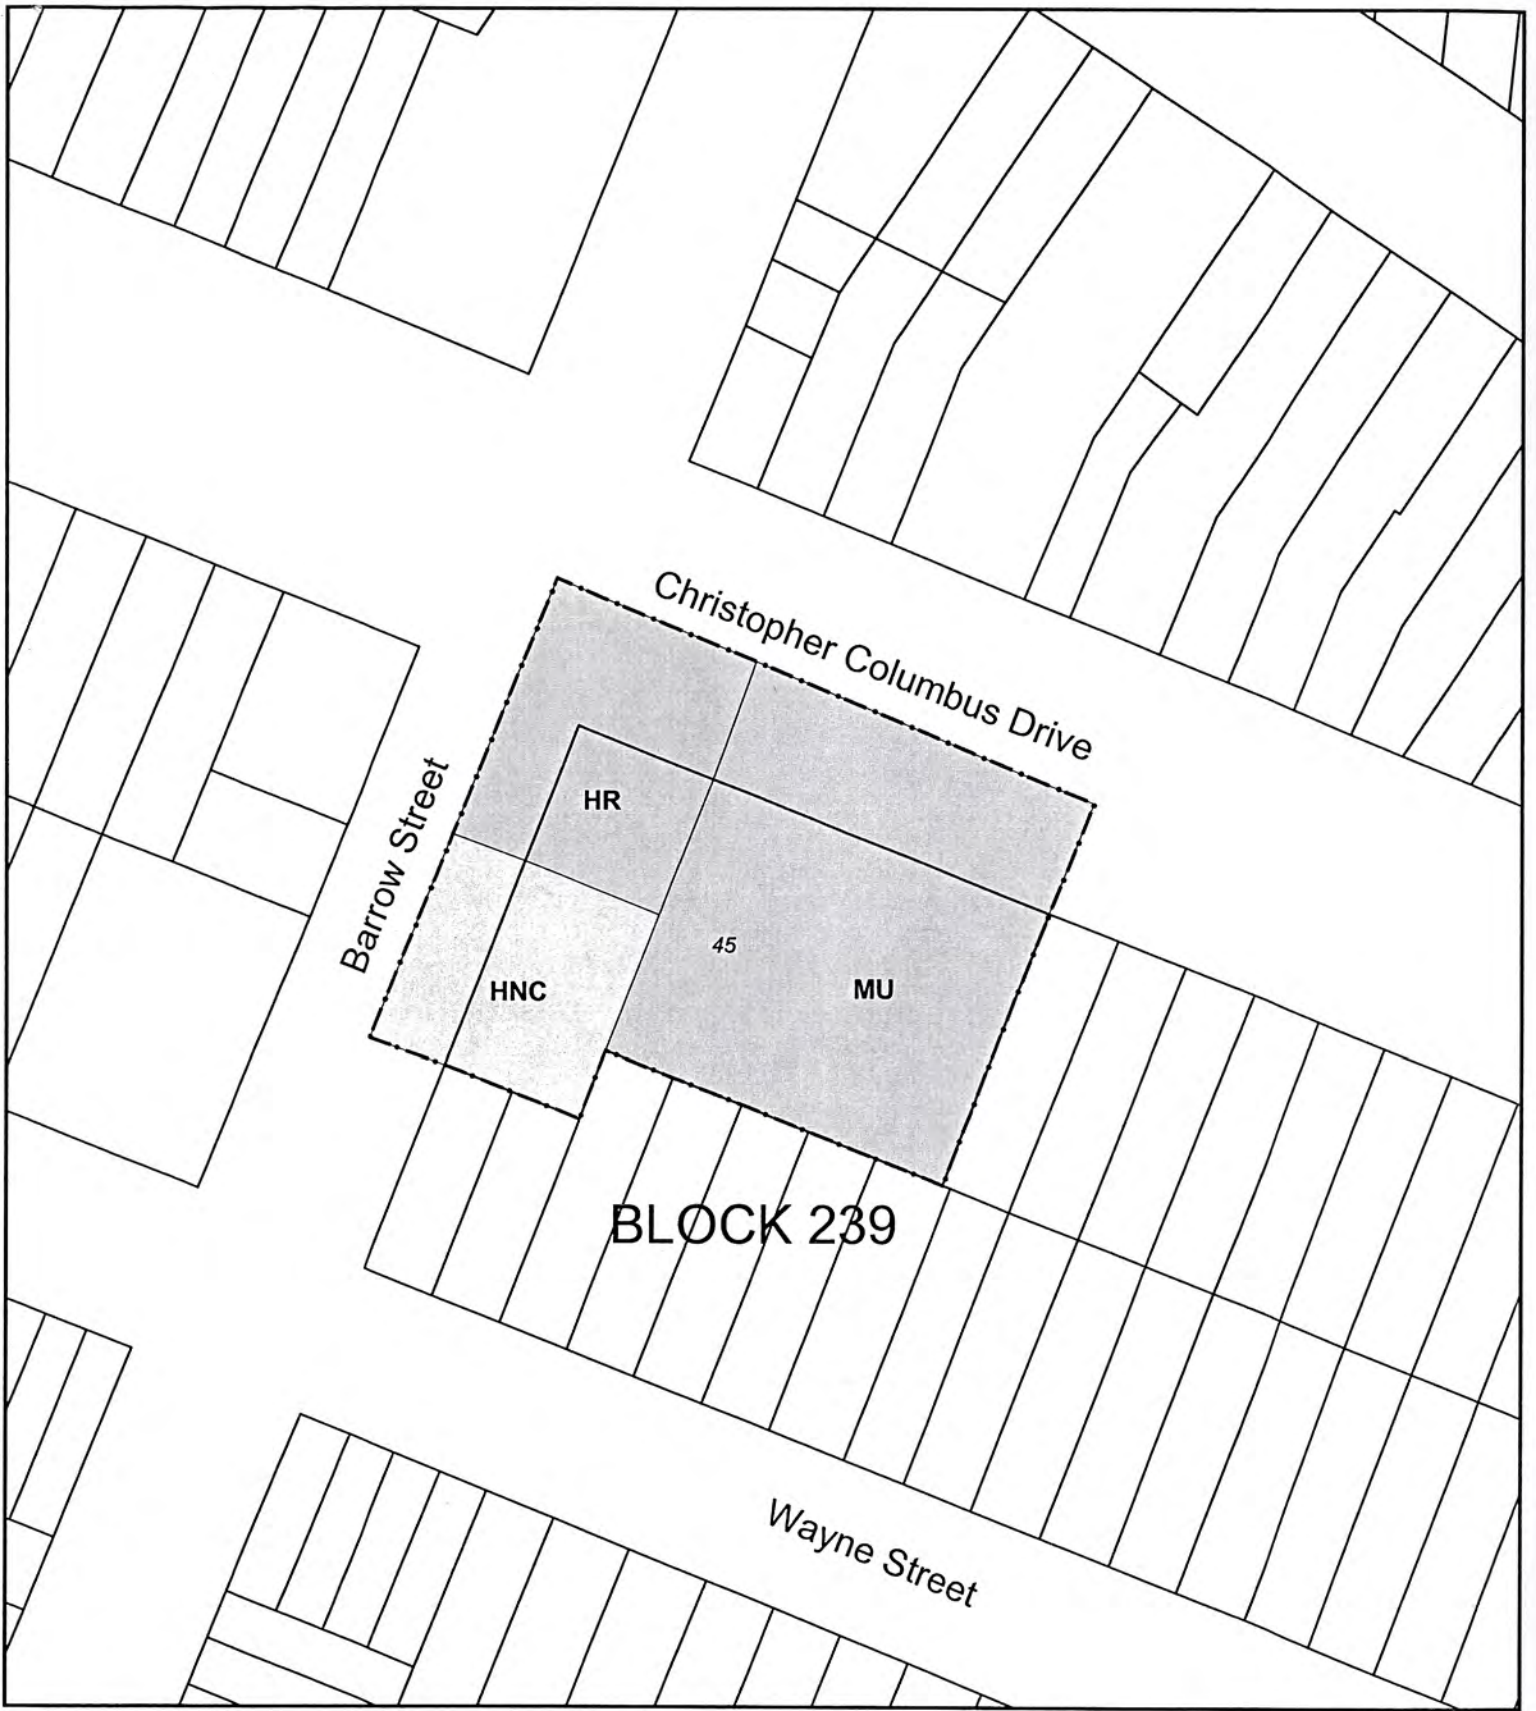 Christopher Columbus Drive
Barrow Street
HR
45
HNC
MU
BLOCK 239
Wayne Street